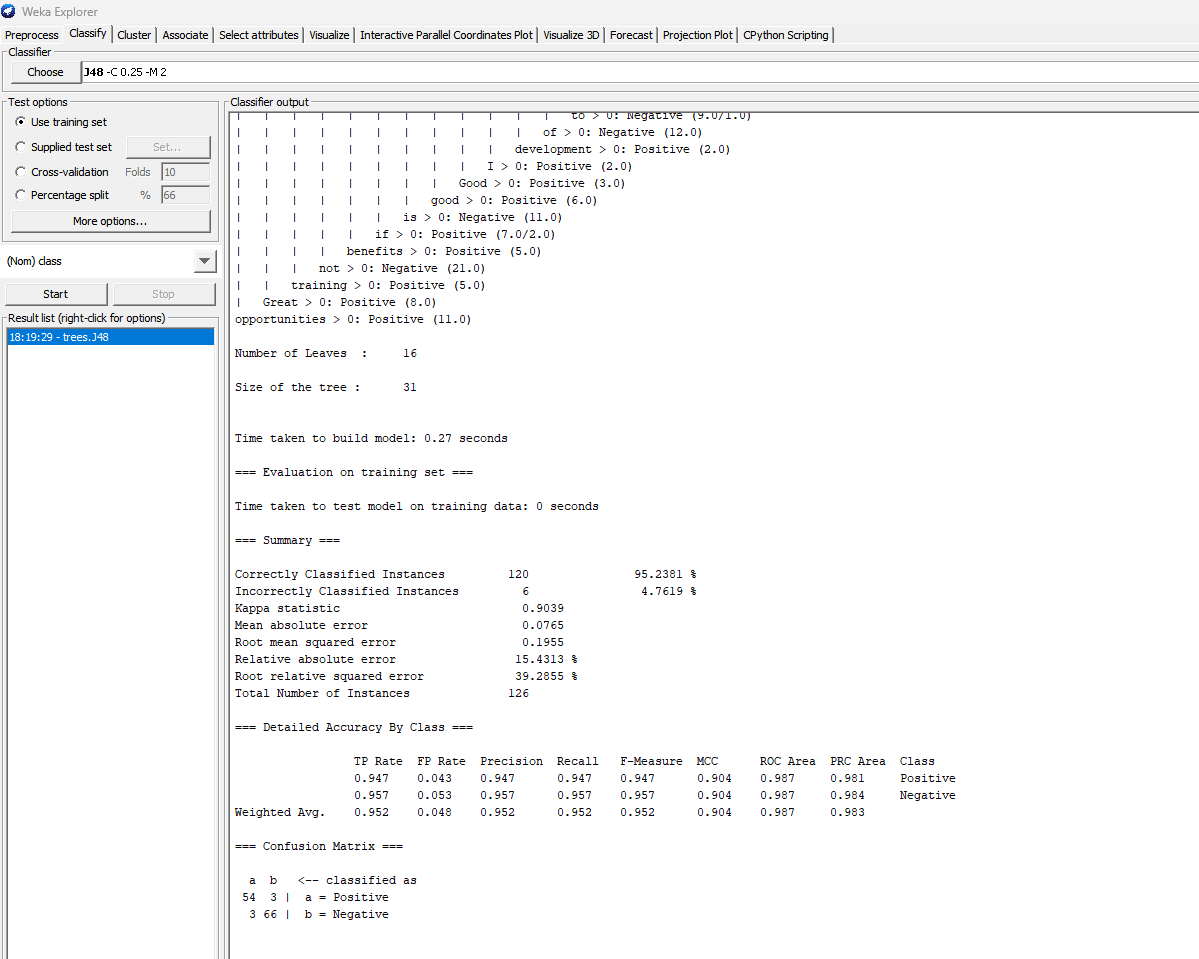 Weka Explorer
Preprocess Classify Cluster Associate Select attributes Visualize Interactive Parallel Coordinates Plot Visualize 3D Forecast Projection Plot CPython Scripting
Classifier
Choose J48 -C 0.25 -M 2
Test options
Use training set
Supplied test set Set...
Cross-validation Folds 10
Percentage split % 66
More options...
(Nom) class
Start Stop
Result list (right-click for options)
18:19:29 - trees.J48
Classifier output
| | | | | | | | | | | to > 0: Negative (9.0/1.0)
| | | | | | | | | | of > 0: Negative (12.0)
| | | | | | | | | development > 0: Positive (2.0)
| | | | | | | | I > 0: Positive (2.0)
| | | | | | | Good > 0: Positive (3.0)
| | | | | | good > 0: Positive (6.0)
| | | | | is > 0: Negative (11.0)
| | | | if > 0: Positive (7.0/2.0)
| | | benefits > 0: Positive (5.0)
| | | not > 0: Negative (21.0)
| | training > 0: Positive (5.0)
| Great > 0: Positive (8.0)
opportunities > 0: Positive (11.0)
Number of Leaves : 16
Size of the tree : 31
Time taken to build model: 0.27 seconds
=== Evaluation on training set ===
Time taken to test model on training data: 0 seconds
=== Summary ===
Correctly Classified Instances 120 95.2381 %
Incorrectly Classified Instances 6 4.7619 %
Kappa statistic 0.9039
Mean absolute error 0.0765
Root mean squared error 0.1955
Relative absolute error 15.4313 %
Root relative squared error 39.2855 %
Total Number of Instances 126
=== Detailed Accuracy By Class ===
TP Rate FP Rate Precision Recall F-Measure MCC ROC Area PRC Area Class
0.947 0.043 0.947 0.947 0.947 0.904 0.987 0.981 Positive
0.957 0.053 0.957 0.957 0.957 0.904 0.987 0.984 Negative
Weighted Avg. 0.952 0.048 0.952 0.952 0.952 0.904 0.987 0.983
=== Confusion Matrix ===
a b <-- classified as
54 3 | a = Positive
3 66 | b = Negative